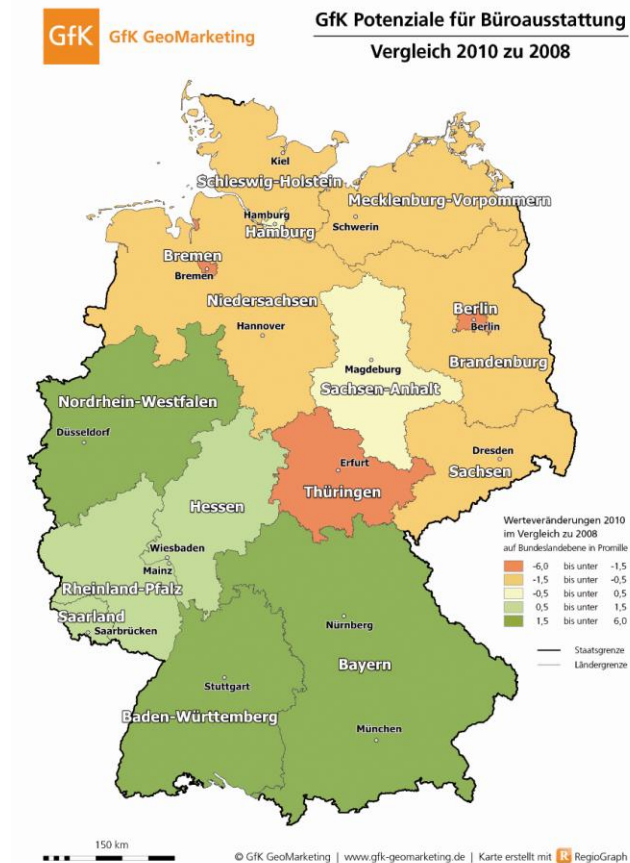 GfK
GfK GeoMarketing
GfK Potenziale für Büroausstattung
Vergleich 2010 zu 2008
Kiel
Schleswig-Holstein
Mecklenburg-Vorpommern
Hamburg
Hamburg
Schwerin
Bremen
Bremen
Niedersachsen
Hannover
Berlin
Berlin
Brandenburg
Magdeburg
Sachsen-Anhalt
Nordrhein-Westfalen
Düsseldorf
Dresden
Sachsen
Erfurt
Thüringen
Hessen
Wiesbaden
Mainz
Rheinland-Pfalz
Saarland
Saarbrücken
Nürnberg
Bayern
Stuttgart
Baden-Württemberg
München
Werteveränderungen 2010
im Vergleich zu 2008
auf Bundeslandebene in Promille
-6,0 bis unter -1,5
-1,5 bis unter -0,5
-0,5 bis unter 0,5
0,5 bis unter 1,5
1,5 bis unter 6,0
Staatsgrenze
Ländergrenze
150 km
© GfK GeoMarketing | www.gfk-geomarketing.de | Karte erstellt mit R RegioGraph